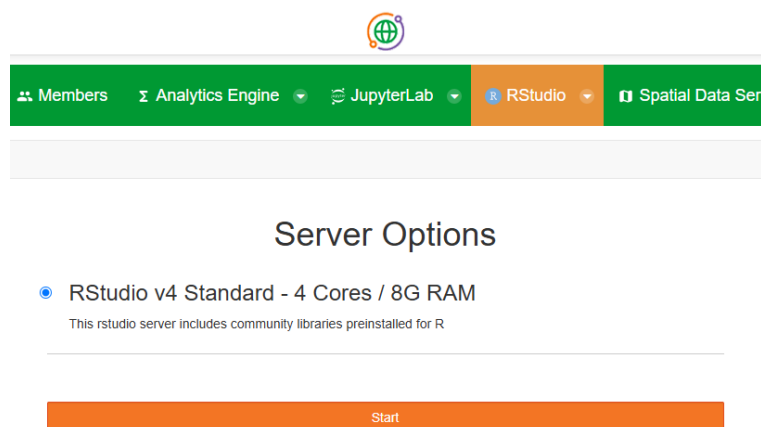 Members Σ Analytics Engine JupyterLab R RStudio Spatial Data Ser
Server Options
RStudio v4 Standard - 4 Cores / 8G RAM
This rstudio server includes community libraries preinstalled for R
Start